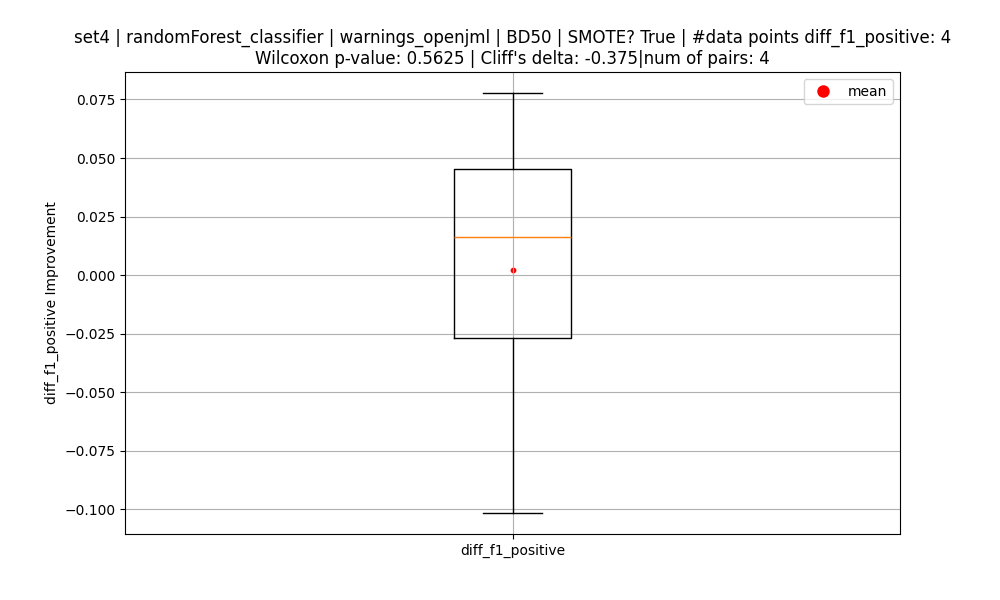 set4 | randomForest_classifier | warnings_openjml | BD50 | SMOTE? True | #data points diff_f1_positive: 4
Wilcoxon p-value: 0.5625 | Cliff's delta: -0.375|num of pairs: 4
mean
0.075
0.050
0.025
0.000
−0.025
−0.050
−0.075
−0.100
diff_f1_positive Improvement
diff_f1_positive